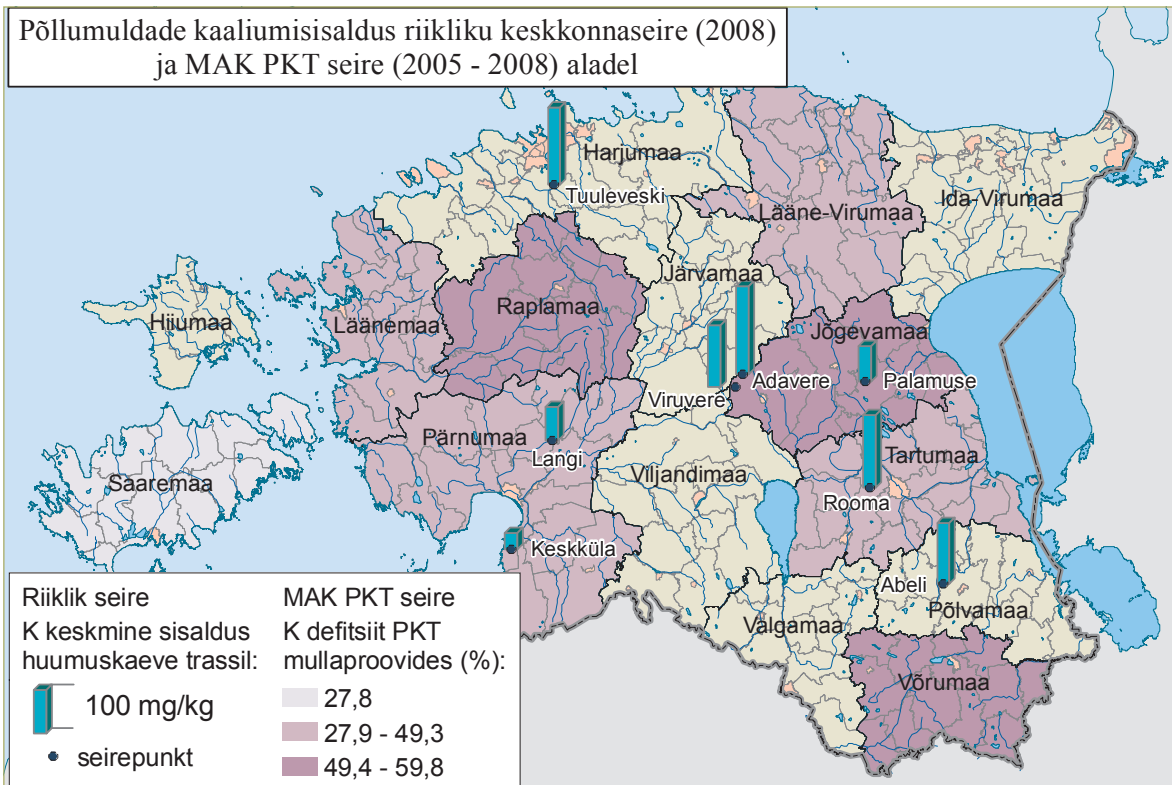 Põllumuldade kaaliumisisaldus riikliku keskkonnaseire (2008)
ja MAK PKT seire (2005 - 2008) aladel
Harjumaa
Tuuleveski
Lääne-Virumaa
Ida-Virumaa
Järvamaa
Raplamaa
Hiiumaa
Läänemaa
Jõgevamaa
Adavere
Palamuse
Viruvere
Pärnumaa
Langi
Viljandimaa
Tartumaa
Saaremaa
Rooma
Keskküla
Abeli
Põlvamaa
Valgamaa
Võrumaa
Riiklik seire
K keskmine sisaldus
huumuskaeve trassil:
100 mg/kg
seirepunkt
MAK PKT seire
K defitsiit PKT
mullaproovides (%):
27,8
27,9 - 49,3
49,4 - 59,8